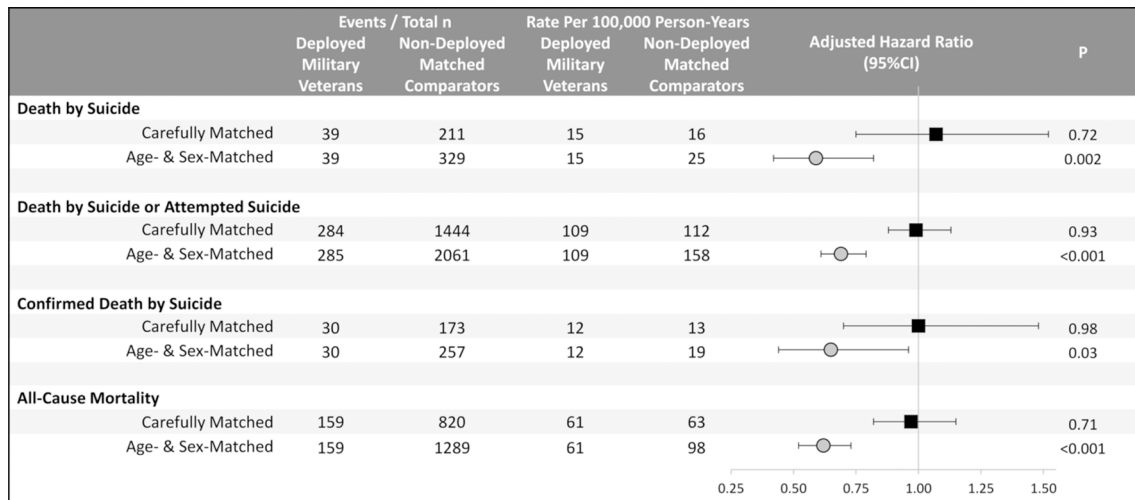 Events / Total n Rate Per 100,000 Person-Years
Deployed Military Veterans Non-Deployed Matched Comparators Deployed Military Veterans Non-Deployed Matched Comparators Adjusted Hazard Ratio (95%CI) P
Death by Suicide
Carefully Matched 39 211 15 16 0.72
Age- & Sex-Matched 39 329 15 25 0.002
Death by Suicide or Attempted Suicide
Carefully Matched 284 1444 109 112 0.93
Age- & Sex-Matched 285 2061 109 158 <0.001
Confirmed Death by Suicide
Carefully Matched 30 173 12 13 0.98
Age- & Sex-Matched 30 257 12 19 0.03
All-Cause Mortality
Carefully Matched 159 820 61 63 0.71
Age- & Sex-Matched 159 1289 61 98 <0.001
0.25 0.50 0.75 1.00 1.25 1.50